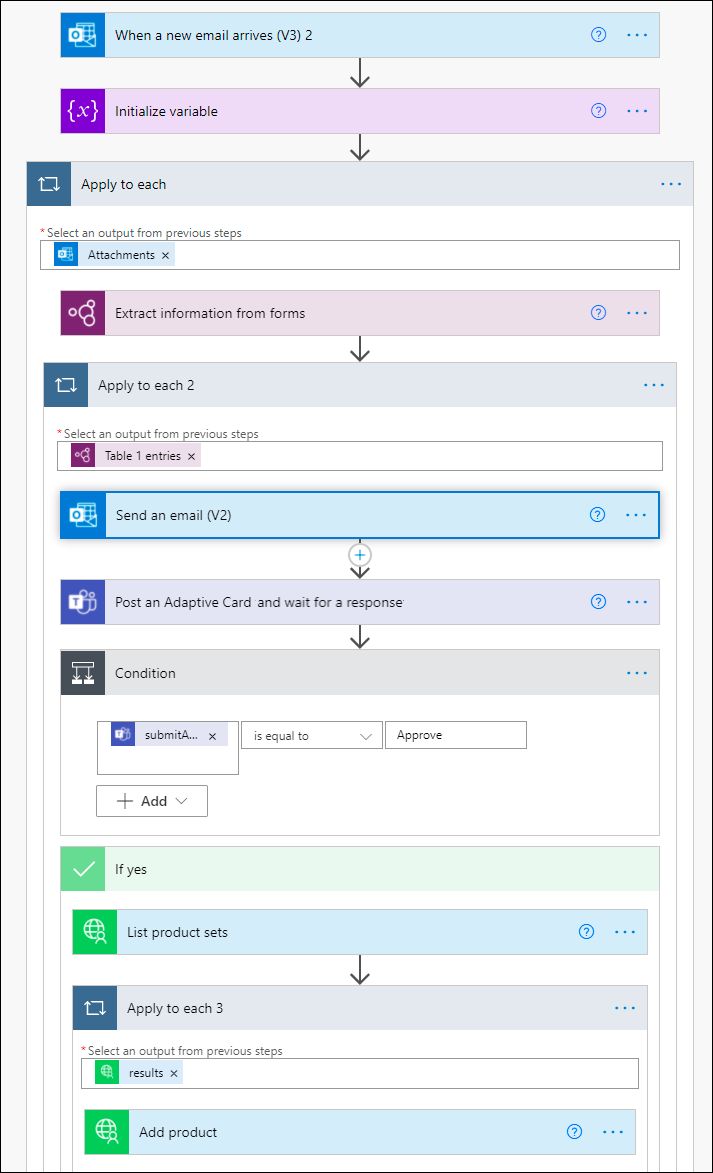 When a new email arrives (V3) 2
{x} Initialize variable
Apply to each
* Select an output from previous steps
Attachments ×
Extract information from forms
Apply to each 2
* Select an output from previous steps
Table 1 entries ×
Send an email (V2)
Post an Adaptive Card and wait for a response
Condition
submitA... ×
is equal to
Approve
+ Add
If yes
List product sets
Apply to each 3
* Select an output from previous steps
results ×
Add product